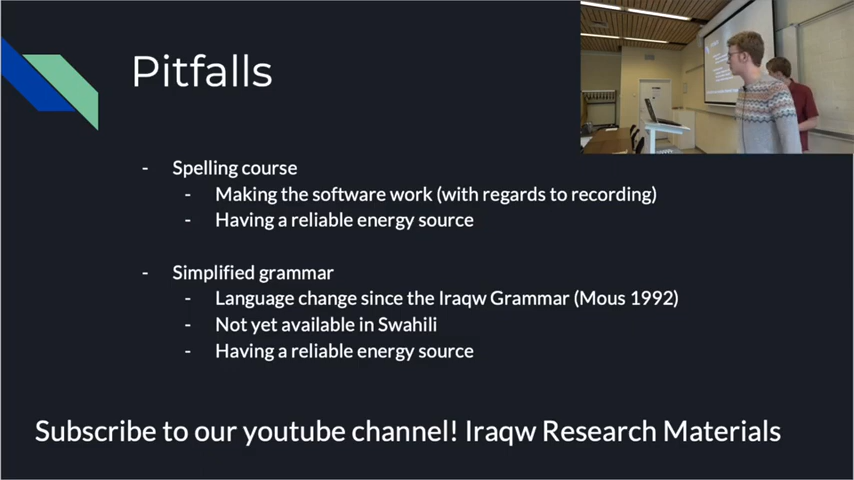 Pitfalls
- Spelling course
- Making the software work (with regards to recording)
- Having a reliable energy source
- Simplified grammar
- Language change since the Iraqw Grammar (Mous 1992)
- Not yet available in Swahili
- Having a reliable energy source
Subscribe to our youtube channel! Iraqw Research Materials